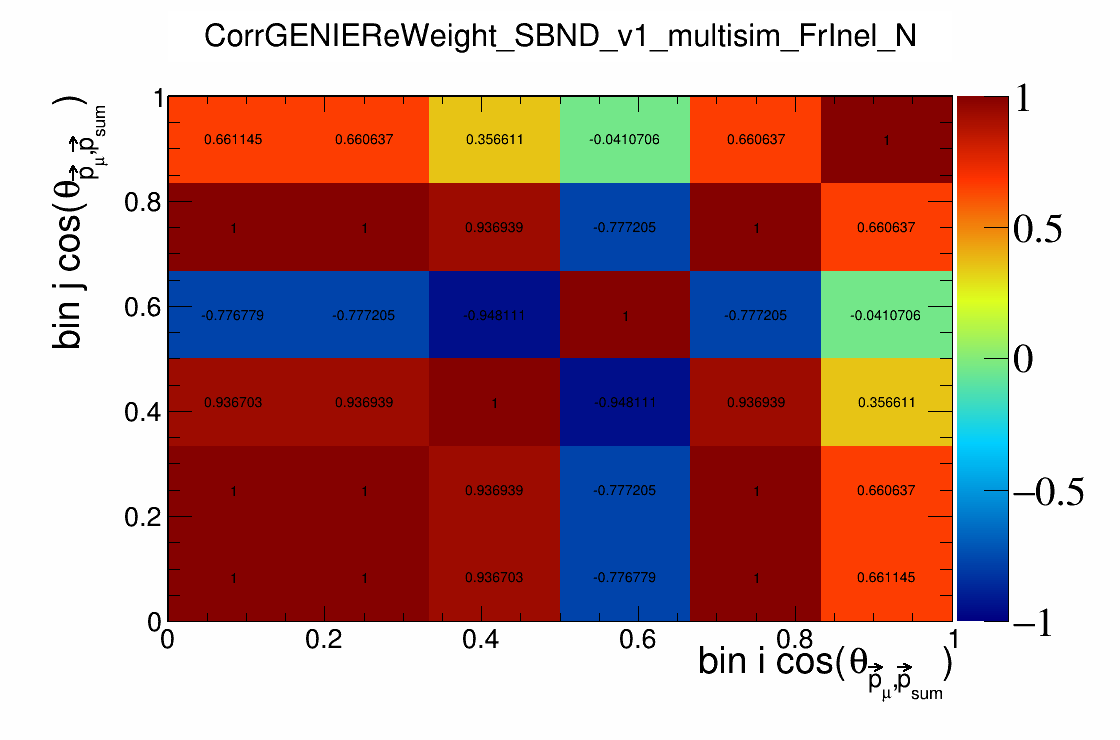 CorrGENIEReWeight_SBND_v1_multisim_FrInel_N
bin j cos(θ p⃗μ,p⃗sum)
1
0.8
0.6
0.4
0.2
0
0.661145 0.660637 0.356611 -0.0410706 0.660637 1
1 1 0.936939 -0.777205 1 0.660637
-0.776779 -0.777205 -0.948111 1 -0.777205 -0.0410706
0.936703 0.936939 1 -0.948111 0.936939 0.356611
1 1 0.936939 -0.777205 1 0.660637
1 1 0.936703 -0.776779 1 0.661145
0 0.2 0.4 0.6 0.8 1
bin i cos(θ p⃗μ,p⃗sum)
1
0.5
0
−0.5
−1